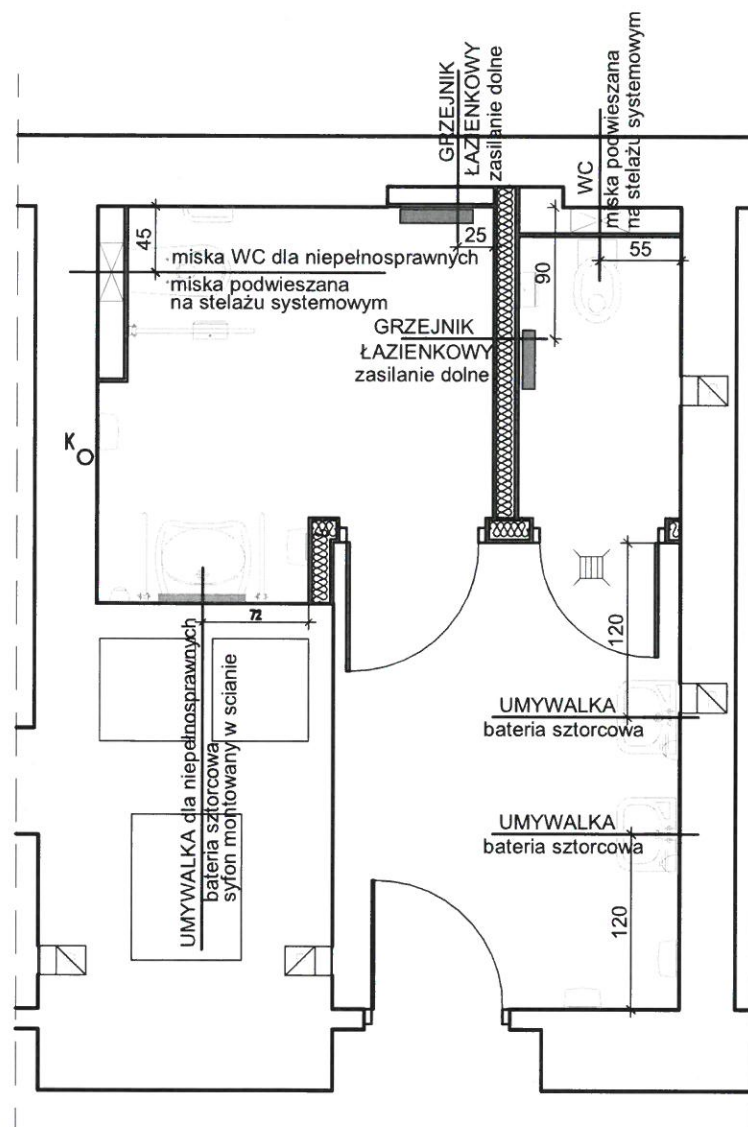 GRZEJNIK
ŁAZIENKOWY
zasilanie dolne
WC
miska podwieszana
na stelażu systemowym
45
25
55
90
miska WC dla niepełnosprawnych
miska podwieszana
na stelażu systemowym
GRZEJNIK
ŁAZIENKOWY
zasilanie dolne
K
72
120
UMYWALKA dla niepełnosprawnych
bateria sztorcowa
syfon montowany w scianie
UMYWALKA
bateria sztorcowa
UMYWALKA
bateria sztorcowa
120